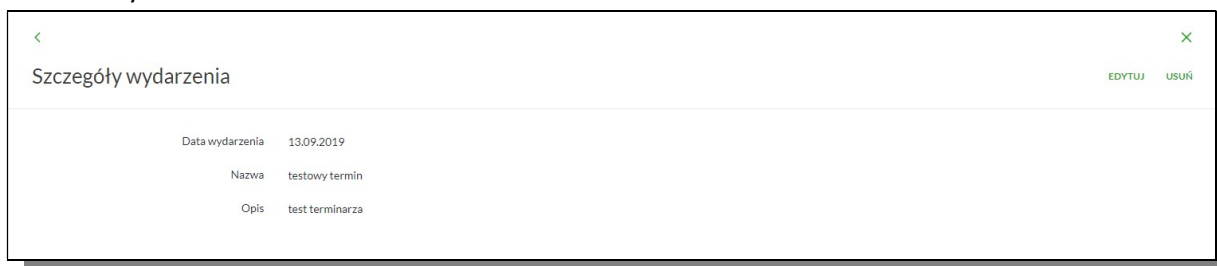 Szczegóły wydarzenia
EDYTUJ USUŃ
Data wydarzenia 13.09.2019
Nazwa testowy termin
Opis test terminarza